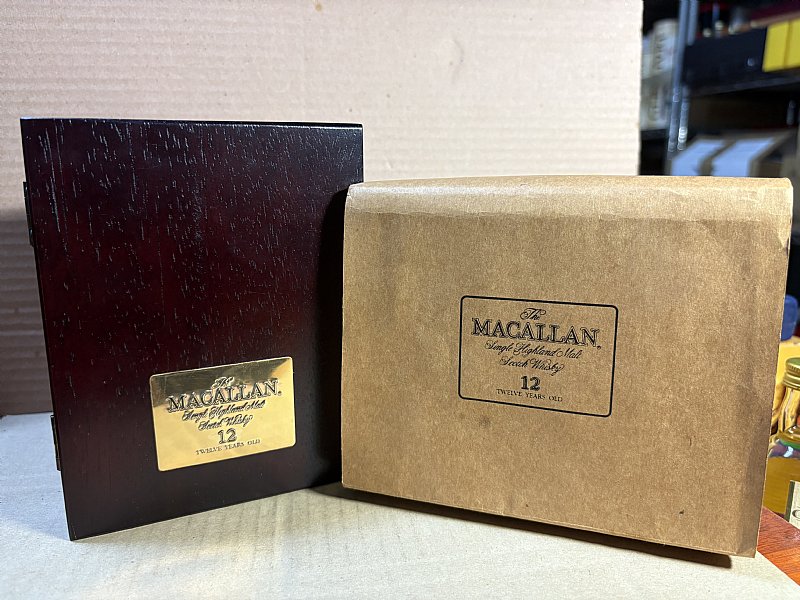 The
MACALLAN®
Single Highland Malt
Scotch Whisky
12
TWELVE YEARS OLD
The
MACALLAN®
Single Highland Malt
Scotch Whisky
12
TWELVE YEARS OLD